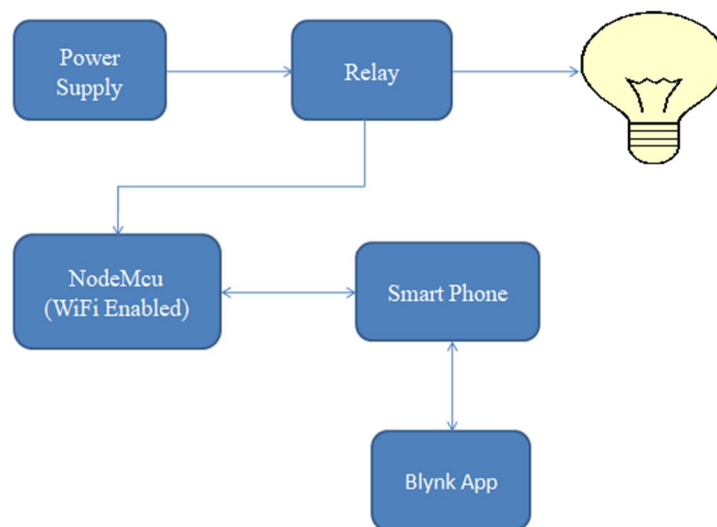 Power
Supply
Relay
NodeMcu
(WiFi Enabled)
Smart Phone
Blynk App